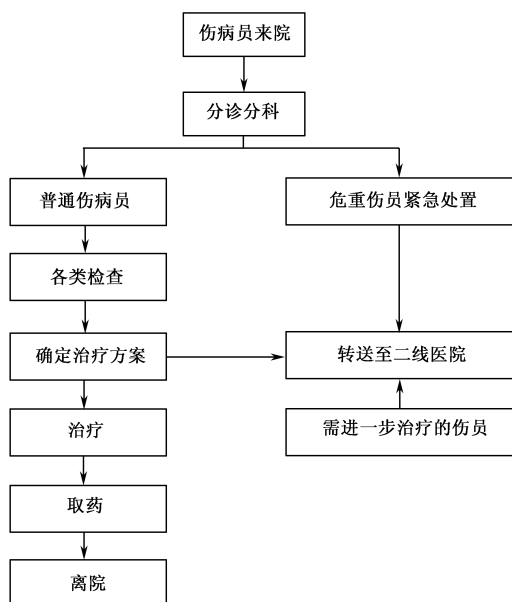 伤病员来院
分诊分科
普通伤病员
危重伤员紧急处置
各类检查
确定治疗方案
转送至二线医院
治疗
需进一步治疗的伤员
取药
离院